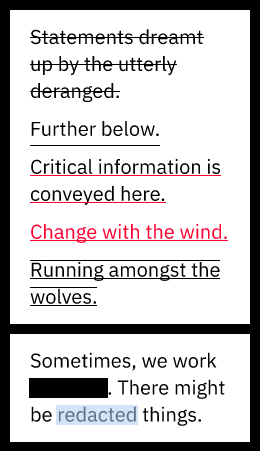 Statements dreamt
up by the utterly
deranged.
Further below.
Critical information is
conveyed here.
Change with the wind.
Running amongst the
wolves.
Sometimes, we work
. There might
be redacted things.